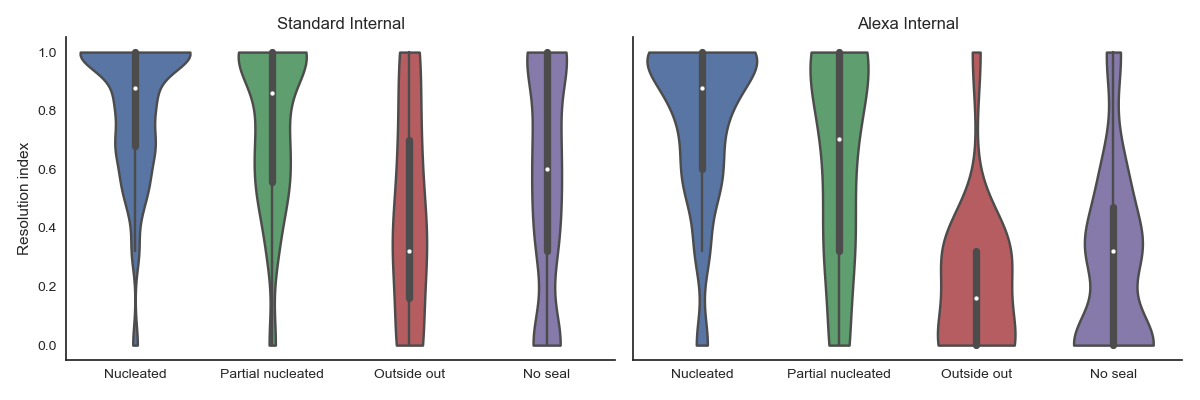 Standard Internal
Alexa Internal
Resolution index
1.0
0.8
0.6
0.4
0.2
0.0
Nucleated
Partial nucleated
Outside out
No seal
Nucleated
Partial nucleated
Outside out
No seal